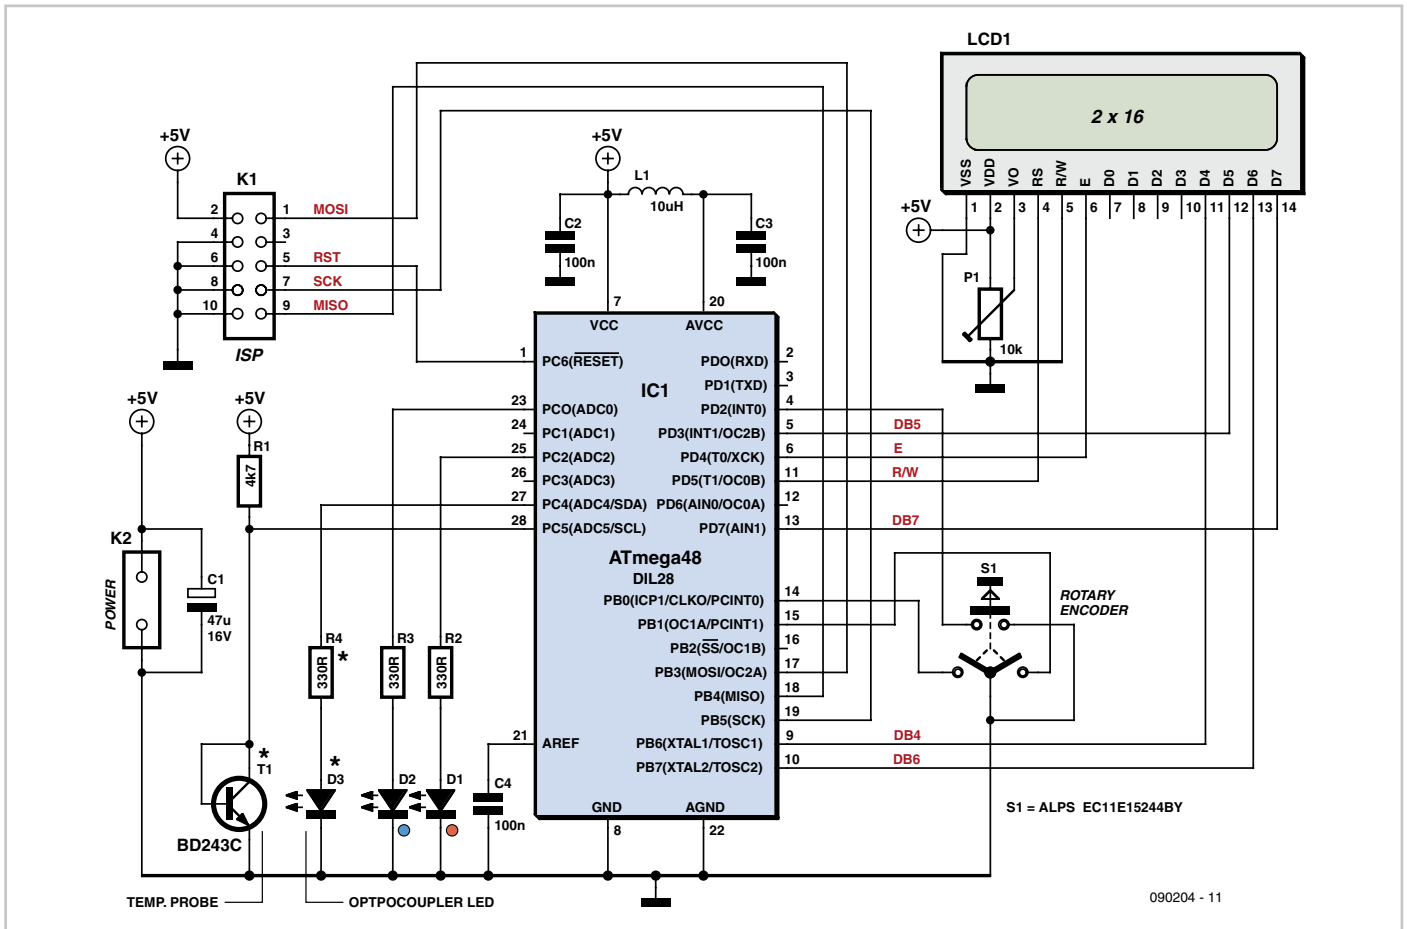 LCD1
2 x 16
VSS VDD VO RS R/W E D0 D1 D2 D3 D4 D5 D6 D7
1 2 3 4 5 6 7 8 9 10 11 12 13 14
+5V
P1
10k
+5V
K1
2 1 MOSI
4 3
6 5 RST
8 7 SCK
10 9 MISO
ISP
+5V
L1
10uH
C2
100n
C3
100n
7 20
VCC AVCC
1 PC6(RESET)
23 PCO(ADC0)
24 PC1(ADC1)
25 PC2(ADC2)
26 PC3(ADC3)
27 PC4(ADC4/SDA)
28 PC5(ADC5/SCL)
21 AREF
IC1
ATmega48
DIL28
PDO(RXD) 2
PD1(TXD) 3
PD2(INT0) 4
PD3(INT1/OC2B) 5 DB5
PD4(T0/XCK) 6 E
PD5(T1/OC0B) 11 R/W
PD6(AIN0/OC0A) 12
PD7(AIN1) 13 DB7
PB0(ICP1/CLKO/PCINT0) 14
PB1(OC1A/PCINT1) 15
PB2(SS/OC1B) 16
PB3(MOSI/OC2A) 17
PB4(MISO) 18
PB5(SCK) 19
PB6(XTAL1/TOSC1) 9 DB4
PB7(XTAL2/TOSC2) 10 DB6
GND AGND
8 22
+5V
+5V
R1
4k7
K2
POWER
C1
47u
16V
R4 *
330R
R3
330R
R2
330R
*
T1
BD243C
*
D3
D2
D1
C4
100n
S1
ROTARY
ENCODER
S1 = ALPS EC11E15244BY
TEMP. PROBE
OPTPOCOUPLER LED
090204 - 11